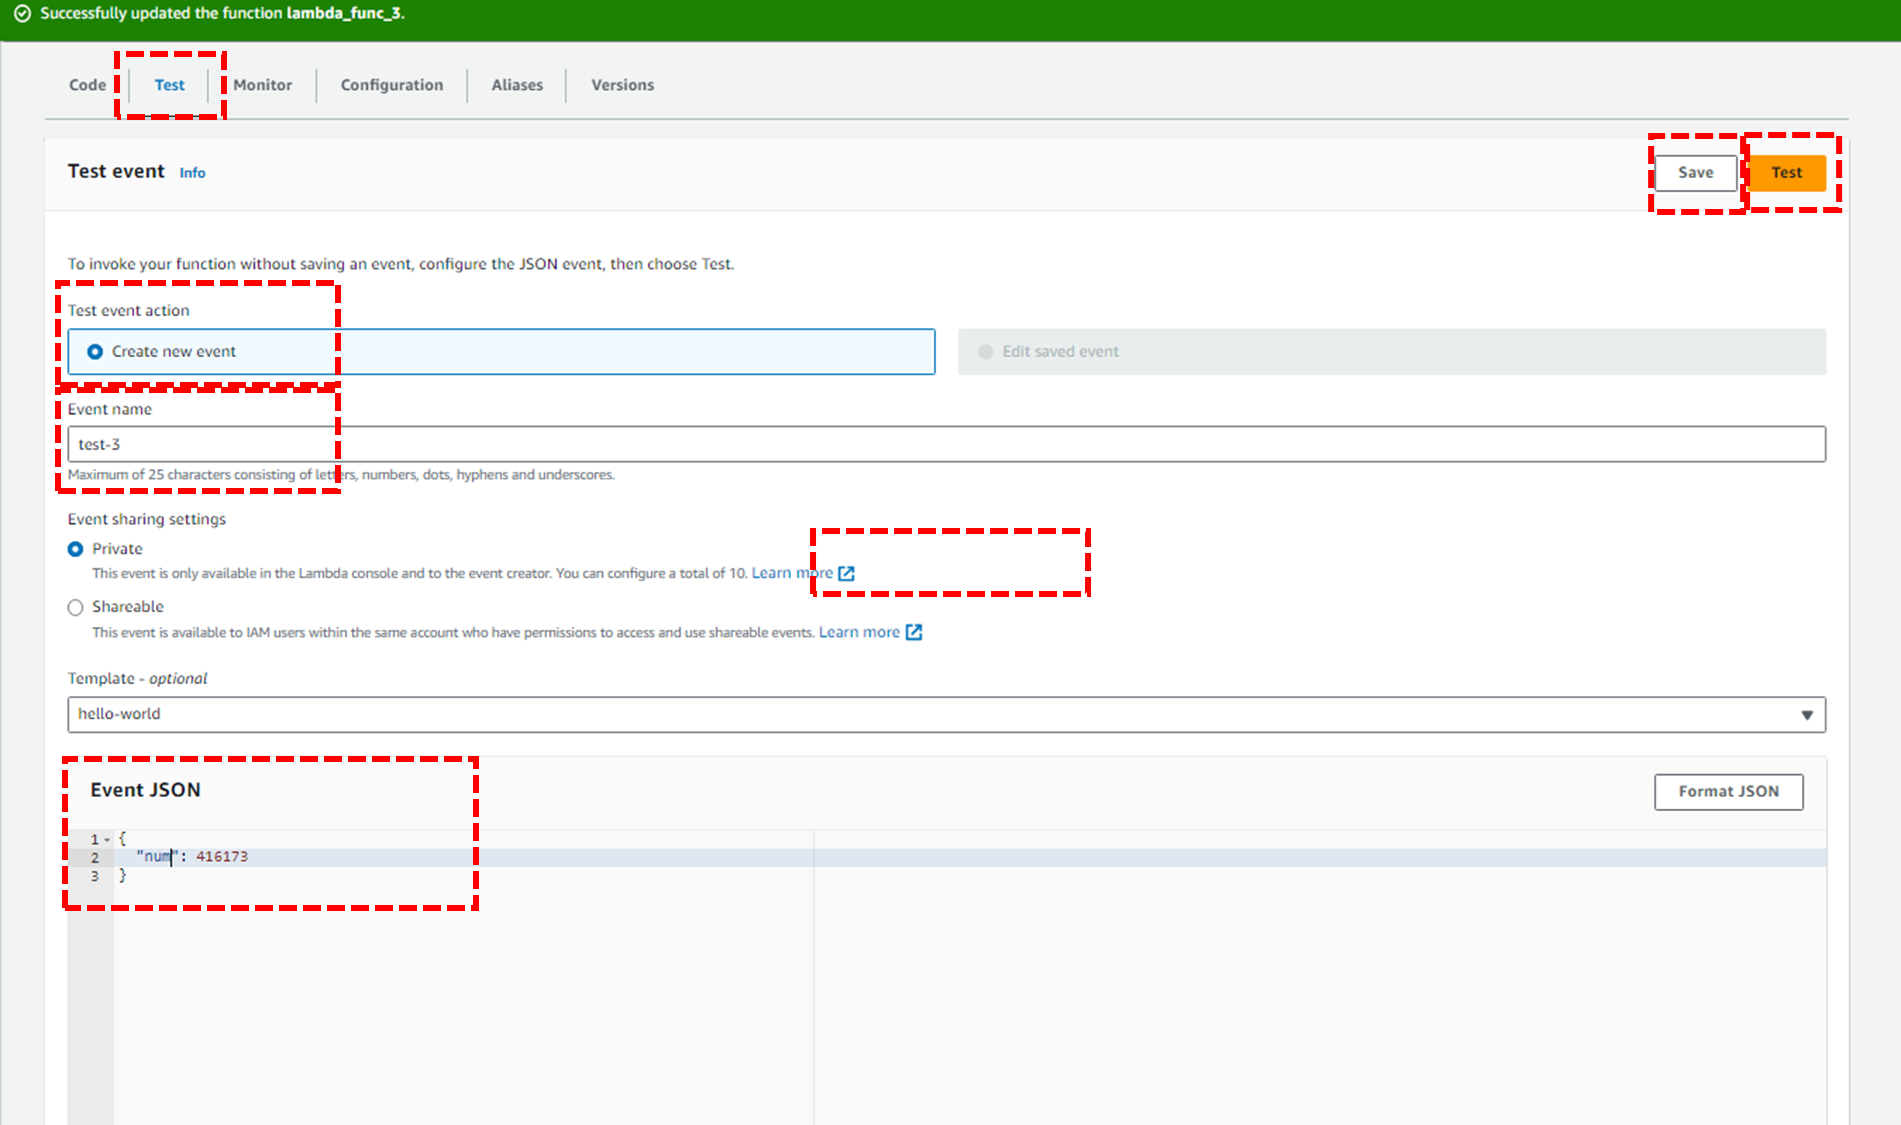 Successfully updated the function lambda_func_3.
Code Test Monitor Configuration Aliases Versions
Test event Info Save Test
To invoke your function without saving an event, configure the JSON event, then choose Test.
Test event action
Create new event Edit saved event
Event name
test-3
Maximum of 25 characters consisting of letters, numbers, dots, hyphens and underscores.
Event sharing settings
Private
This event is only available in the Lambda console and to the event creator. You can configure a total of 10. Learn more
Shareable
This event is available to IAM users within the same account who have permissions to access and use shareable events. Learn more
Template - optional
hello-world
Event JSON Format JSON
1 {
2 "num": 416173
3 }